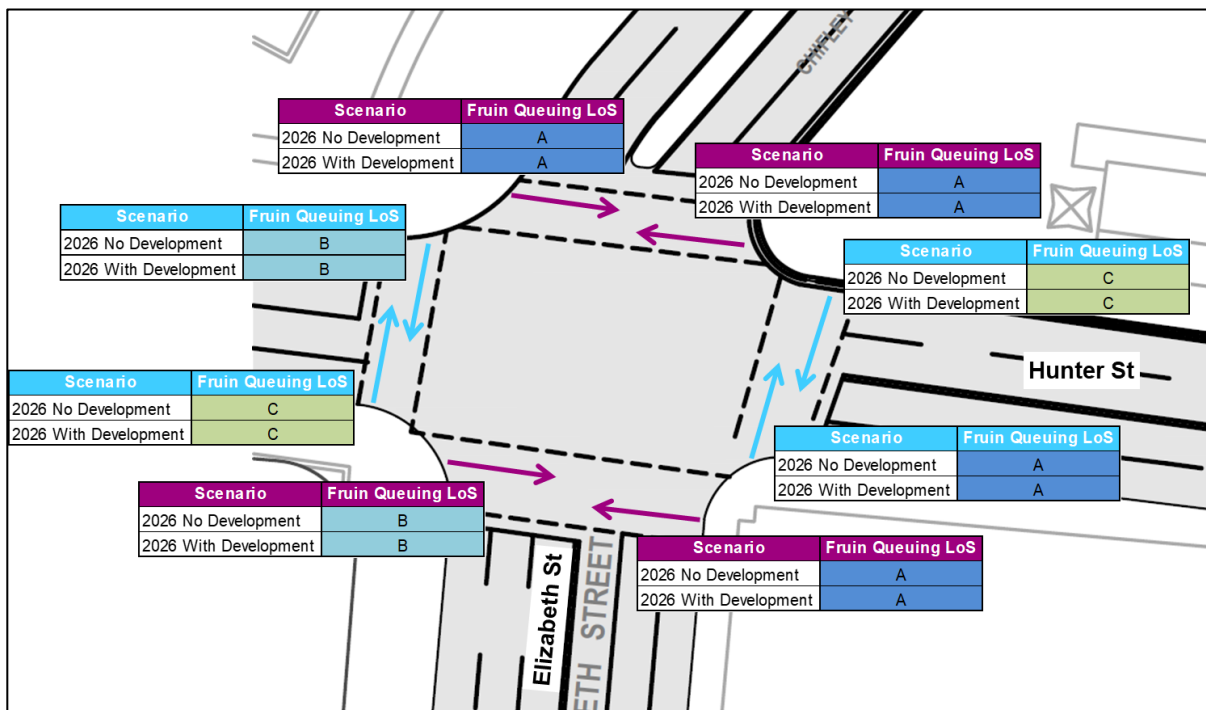 CHIFLEY
Scenario Fruin Queuing LoS
2026 No Development A
2026 With Development A
Scenario Fruin Queuing LoS
2026 No Development A
2026 With Development A
Scenario Fruin Queuing LoS
2026 No Development B
2026 With Development B
Scenario Fruin Queuing LoS
2026 No Development C
2026 With Development C
Hunter St
Scenario Fruin Queuing LoS
2026 No Development C
2026 With Development C
Scenario Fruin Queuing LoS
2026 No Development A
2026 With Development A
Scenario Fruin Queuing LoS
2026 No Development B
2026 With Development B
Scenario Fruin Queuing LoS
2026 No Development A
2026 With Development A
Elizabeth St
ETH STREET